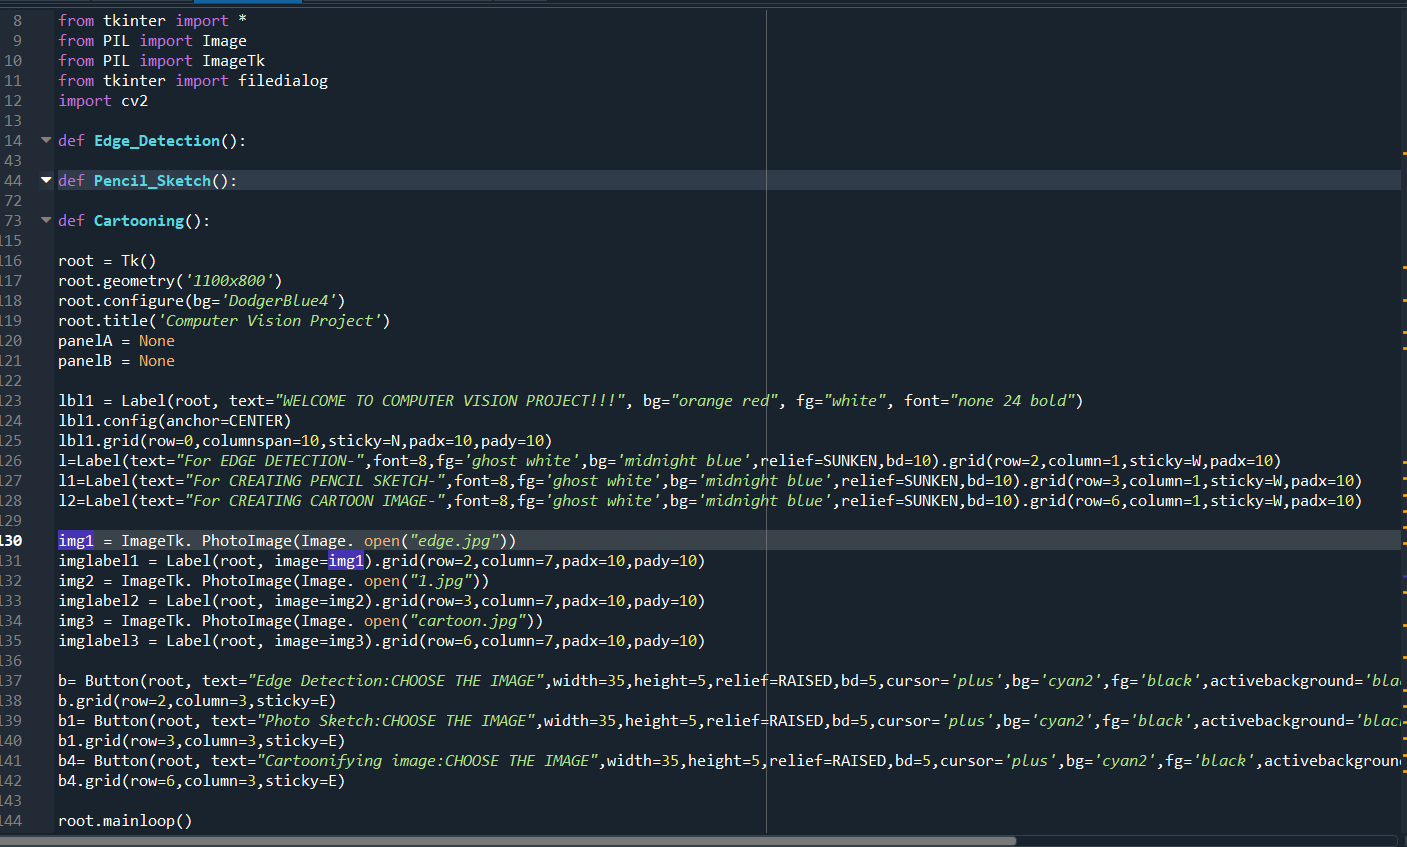 8 from tkinter import *
9 from PIL import Image
10 from PIL import ImageTk
11 from tkinter import filedialog
12 import cv2
13
14 def Edge_Detection():
43
44 def Pencil_Sketch():
72
73 def Cartooning():
115
116 root = Tk()
117 root.geometry('1100x800')
118 root.configure(bg='DodgerBlue4')
119 root.title('Computer Vision Project')
120 panelA = None
121 panelB = None
122
123 lbl1 = Label(root, text="WELCOME TO COMPUTER VISION PROJECT!!!", bg="orange red", fg="white", font="none 24 bold")
124 lbl1.config(anchor=CENTER)
125 lbl1.grid(row=0,columnspan=10,sticky=N,padx=10,pady=10)
126 l=Label(text="For EDGE DETECTION-",font=8,fg='ghost white',bg='midnight blue',relief=SUNKEN,bd=10).grid(row=2,column=1,sticky=W,padx=10)
127 l1=Label(text="For CREATING PENCIL SKETCH-",font=8,fg='ghost white',bg='midnight blue',relief=SUNKEN,bd=10).grid(row=3,column=1,sticky=W,padx=10)
128 l2=Label(text="For CREATING CARTOON IMAGE-",font=8,fg='ghost white',bg='midnight blue',relief=SUNKEN,bd=10).grid(row=6,column=1,sticky=W,padx=10)
129
130 img1 = ImageTk. PhotoImage(Image. open("edge.jpg"))
131 imglabel1 = Label(root, image=img1).grid(row=2,column=7,padx=10,pady=10)
132 img2 = ImageTk. PhotoImage(Image. open("1.jpg"))
133 imglabel2 = Label(root, image=img2).grid(row=3,column=7,padx=10,pady=10)
134 img3 = ImageTk. PhotoImage(Image. open("cartoon.jpg"))
135 imglabel3 = Label(root, image=img3).grid(row=6,column=7,padx=10,pady=10)
136
137 b= Button(root, text="Edge Detection:CHOOSE THE IMAGE",width=35,height=5,relief=RAISED,bd=5,cursor='plus',bg='cyan2',fg='black',activebackground='bla
138 b.grid(row=2,column=3,sticky=E)
139 b1= Button(root, text="Photo Sketch:CHOOSE THE IMAGE",width=35,height=5,relief=RAISED,bd=5,cursor='plus',bg='cyan2',fg='black',activebackground='blac
140 b1.grid(row=3,column=3,sticky=E)
141 b4= Button(root, text="Cartoonifying image:CHOOSE THE IMAGE",width=35,height=5,relief=RAISED,bd=5,cursor='plus',bg='cyan2',fg='black',activebackgroun
142 b4.grid(row=6,column=3,sticky=E)
143
144 root.mainloop()